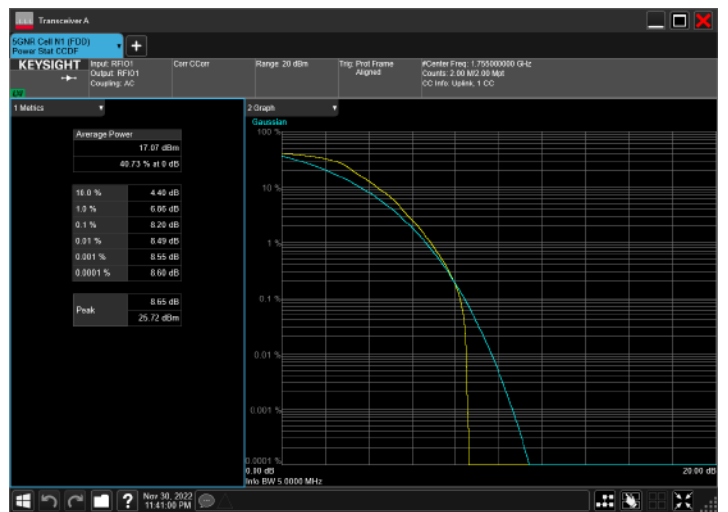 Transceiver A
5GNR Cell N1 (FDD)
Power Stat CCDF
KEYSIGHT
Input: RFIO1
Output: RFIO1
Coupling: AC
Corr CCorr
Range: 20 dBm
Trig: Prot Frame
Aligned
#Center Freq: 1.755000000 GHz
Counts: 2.00 M/2.00 Mpt
CC Info: Uplink, 1 CC
1 Metrics
Average Power
17.07 dBm
40.73 % at 0 dB
10.0 % 4.40 dB
1.0 % 6.66 dB
0.1 % 8.20 dB
0.01 % 8.49 dB
0.001 % 8.55 dB
0.0001 % 8.60 dB
Peak
8.65 dB
25.72 dBm
2 Graph
Gaussian
100 %
10 %
1 %
0.1 %
0.01 %
0.001 %
0.0001 %
0.00 dB
20.00 dB
Info BW 5.0000 MHz
Nov 30, 2022
11:41:00 PM